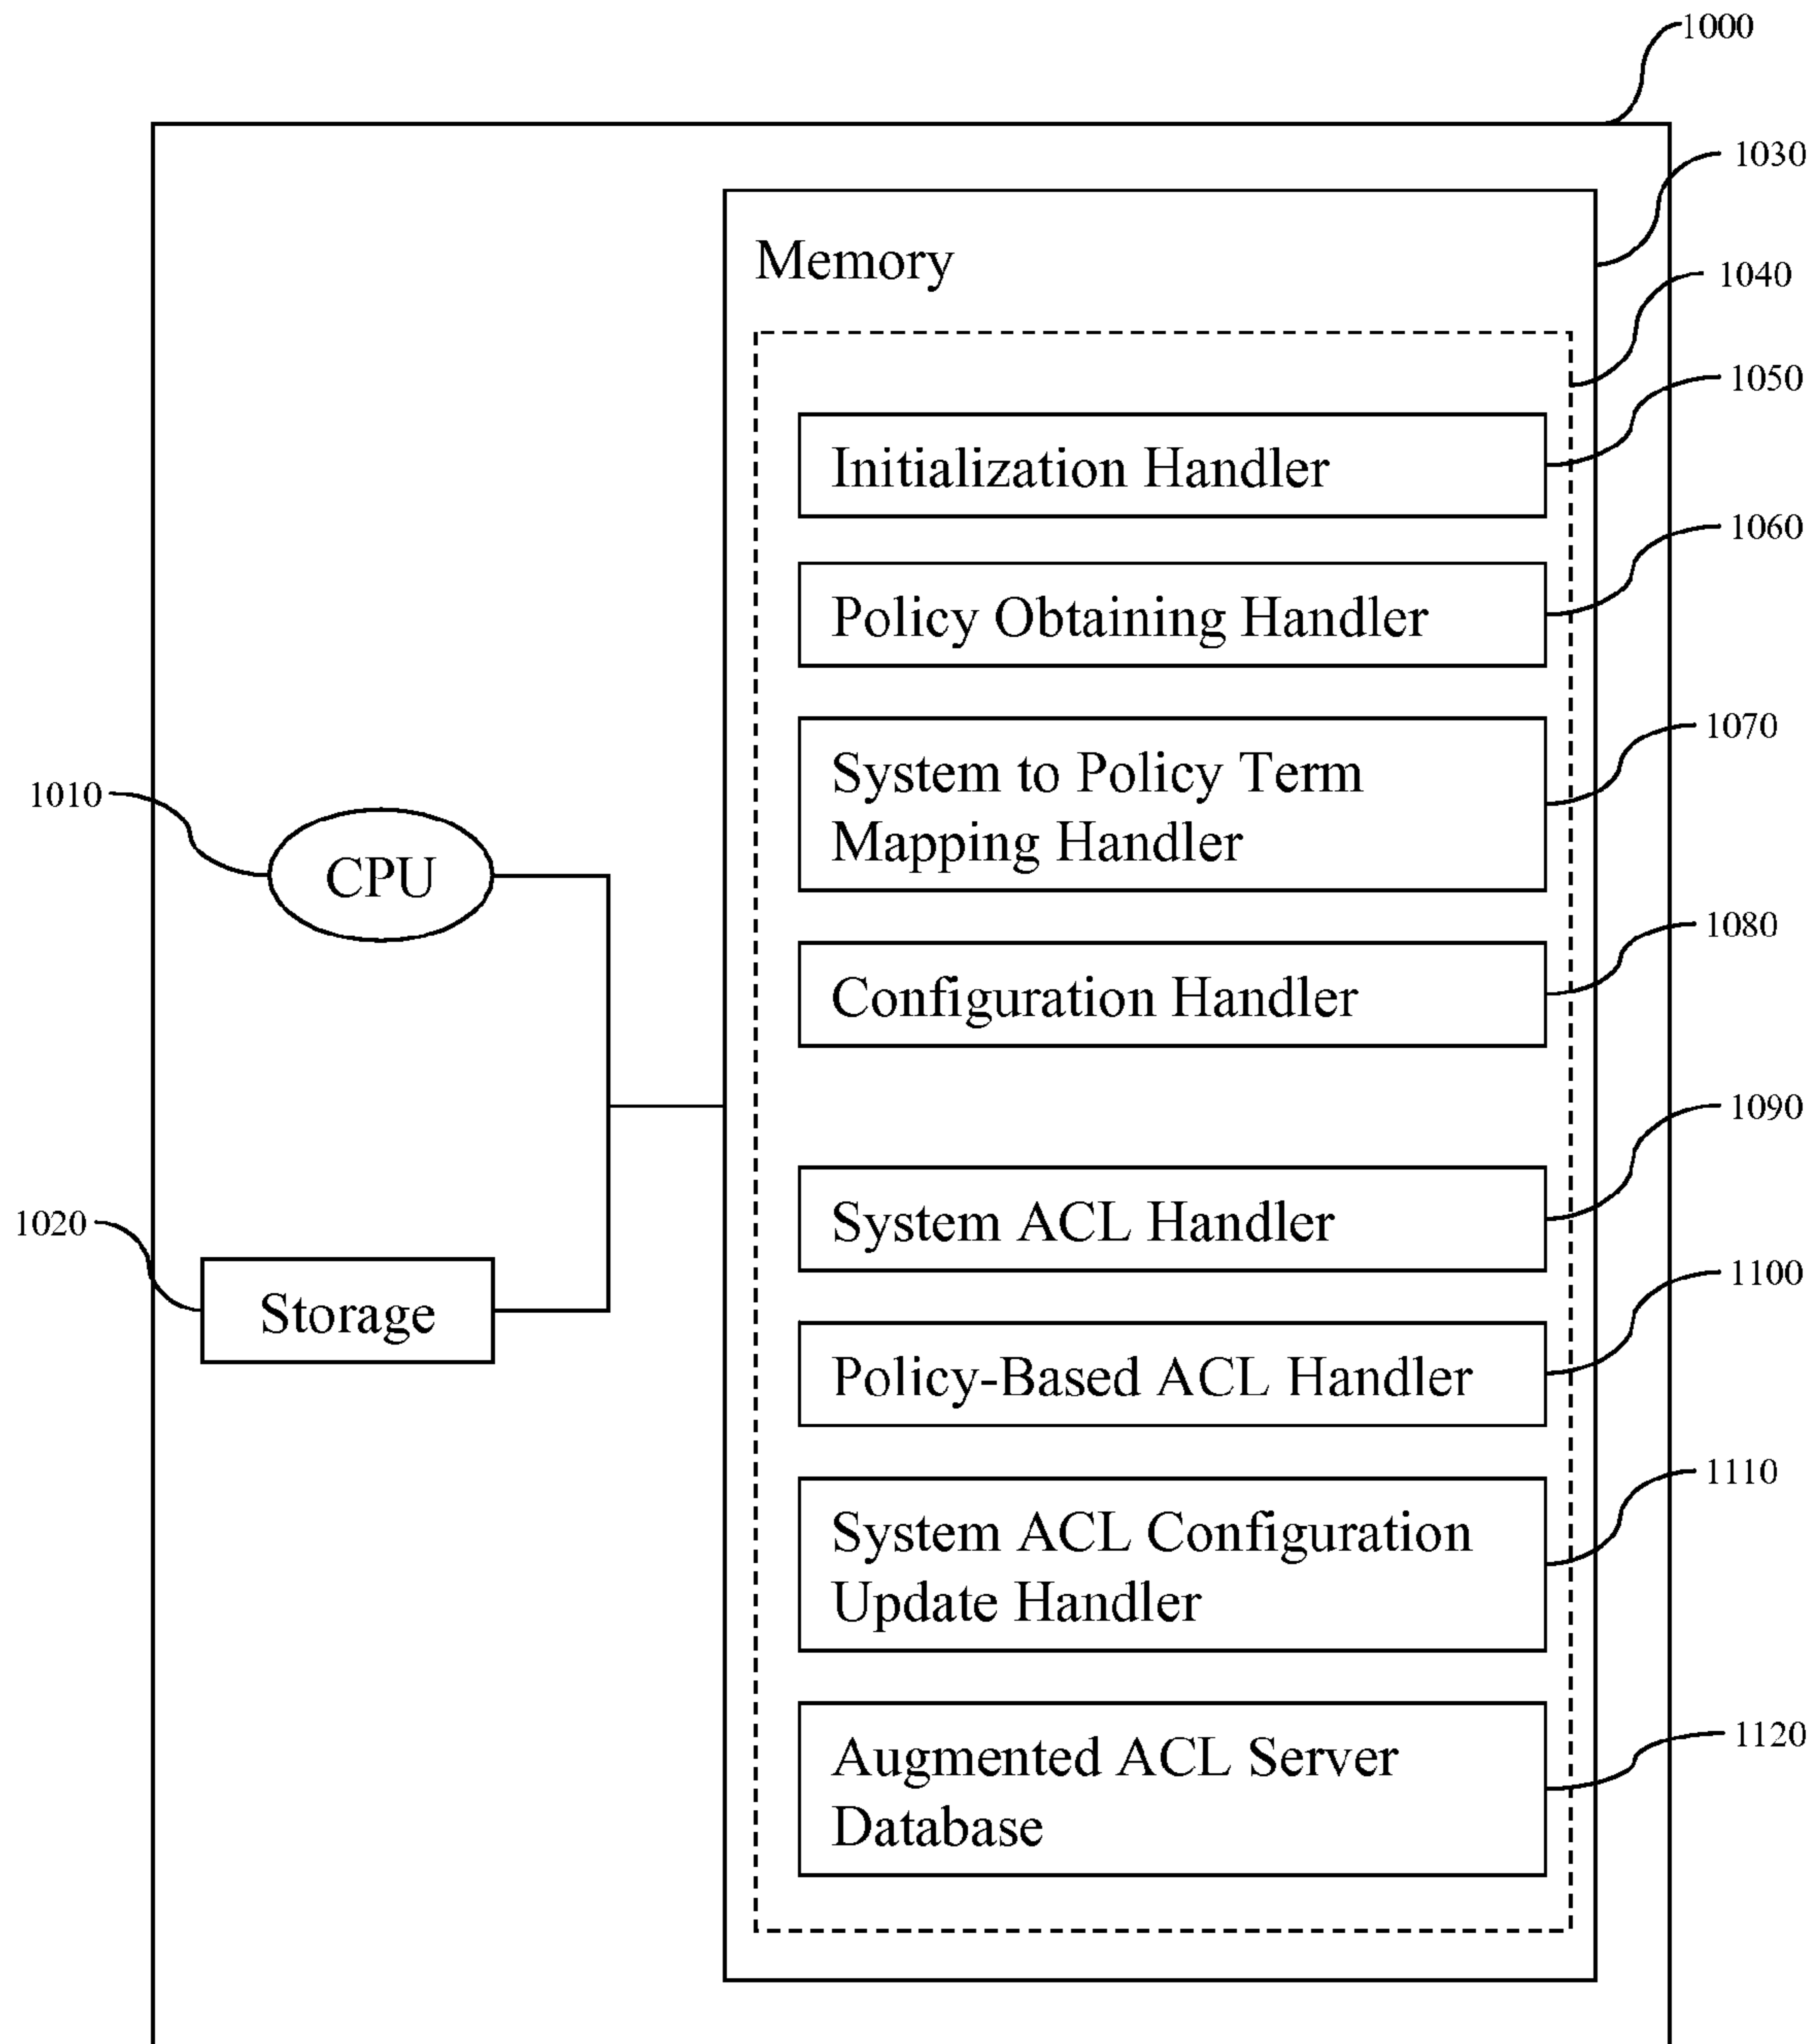 1000
1030
Memory
1040
1050
Initialization Handler
1060
Policy Obtaining Handler
1070
System to Policy Term
Mapping Handler
1010
CPU
1080
Configuration Handler
1090
System ACL Handler
1020
Storage
1100
Policy-Based ACL Handler
1110
System ACL Configuration
Update Handler
1120
Augmented ACL Server
Database